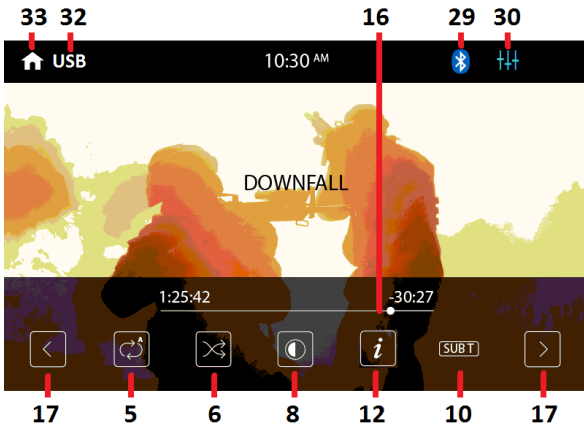 33 32 16 29 30
USB 10:30 AM
DOWNFALL
1:25:42 -30:27
A i SUBT
17 5 6 8 12 10 17